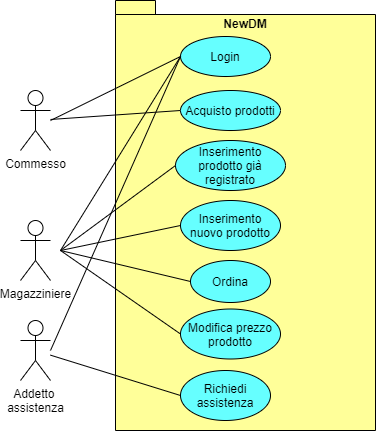 NewDM
Login
Acquisto prodotti
Commesso
Inserimento
prodotto già
registrato
Inserimento
nuovo prodotto
Magazziniere
Ordina
Modifica prezzo
prodotto
Addetto
assistenza
Richiedi
assistenza